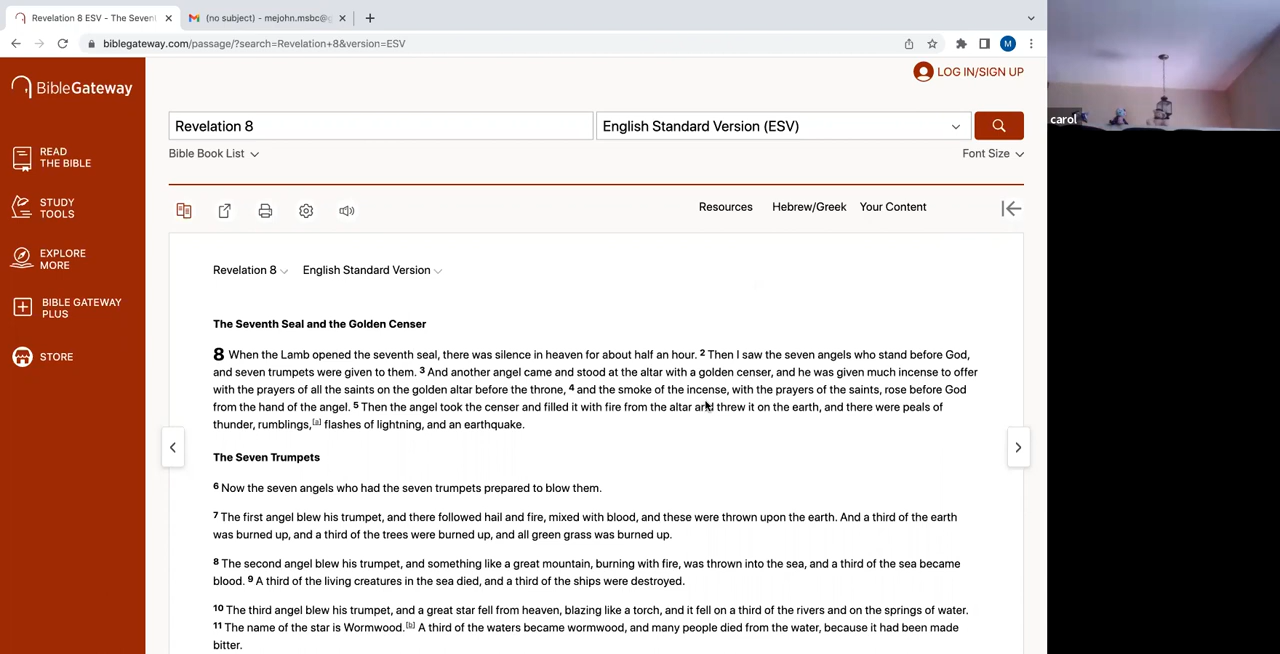 Revelation 8 ESV - The Seven
(no subject) - mejohn.msbc@g
biblegateway.com/passage/?search=Revelation+8&version=ESV
M
BibleGateway
LOG IN/SIGN UP
carol
Revelation 8
English Standard Version (ESV)
Bible Book List
Font Size
READ
THE BIBLE
STUDY
TOOLS
EXPLORE
MORE
BIBLE GATEWAY
PLUS
STORE
Resources
Hebrew/Greek
Your Content
Revelation 8
English Standard Version
The Seventh Seal and the Golden Censer
8 When the Lamb opened the seventh seal, there was silence in heaven for about half an hour. 2 Then I saw the seven angels who stand before God,
and seven trumpets were given to them. 3 And another angel came and stood at the altar with a golden censer, and he was given much incense to offer
with the prayers of all the saints on the golden altar before the throne, 4 and the smoke of the incense, with the prayers of the saints, rose before God
from the hand of the angel. 5 Then the angel took the censer and filled it with fire from the altar and threw it on the earth, and there were peals of
thunder, rumblings,[a] flashes of lightning, and an earthquake.
The Seven Trumpets
6 Now the seven angels who had the seven trumpets prepared to blow them.
7 The first angel blew his trumpet, and there followed hail and fire, mixed with blood, and these were thrown upon the earth. And a third of the earth
was burned up, and a third of the trees were burned up, and all green grass was burned up.
8 The second angel blew his trumpet, and something like a great mountain, burning with fire, was thrown into the sea, and a third of the sea became
blood. 9 A third of the living creatures in the sea died, and a third of the ships were destroyed.
10 The third angel blew his trumpet, and a great star fell from heaven, blazing like a torch, and it fell on a third of the rivers and on the springs of water.
11 The name of the star is Wormwood.[b] A third of the waters became wormwood, and many people died from the water, because it had been made
bitter.